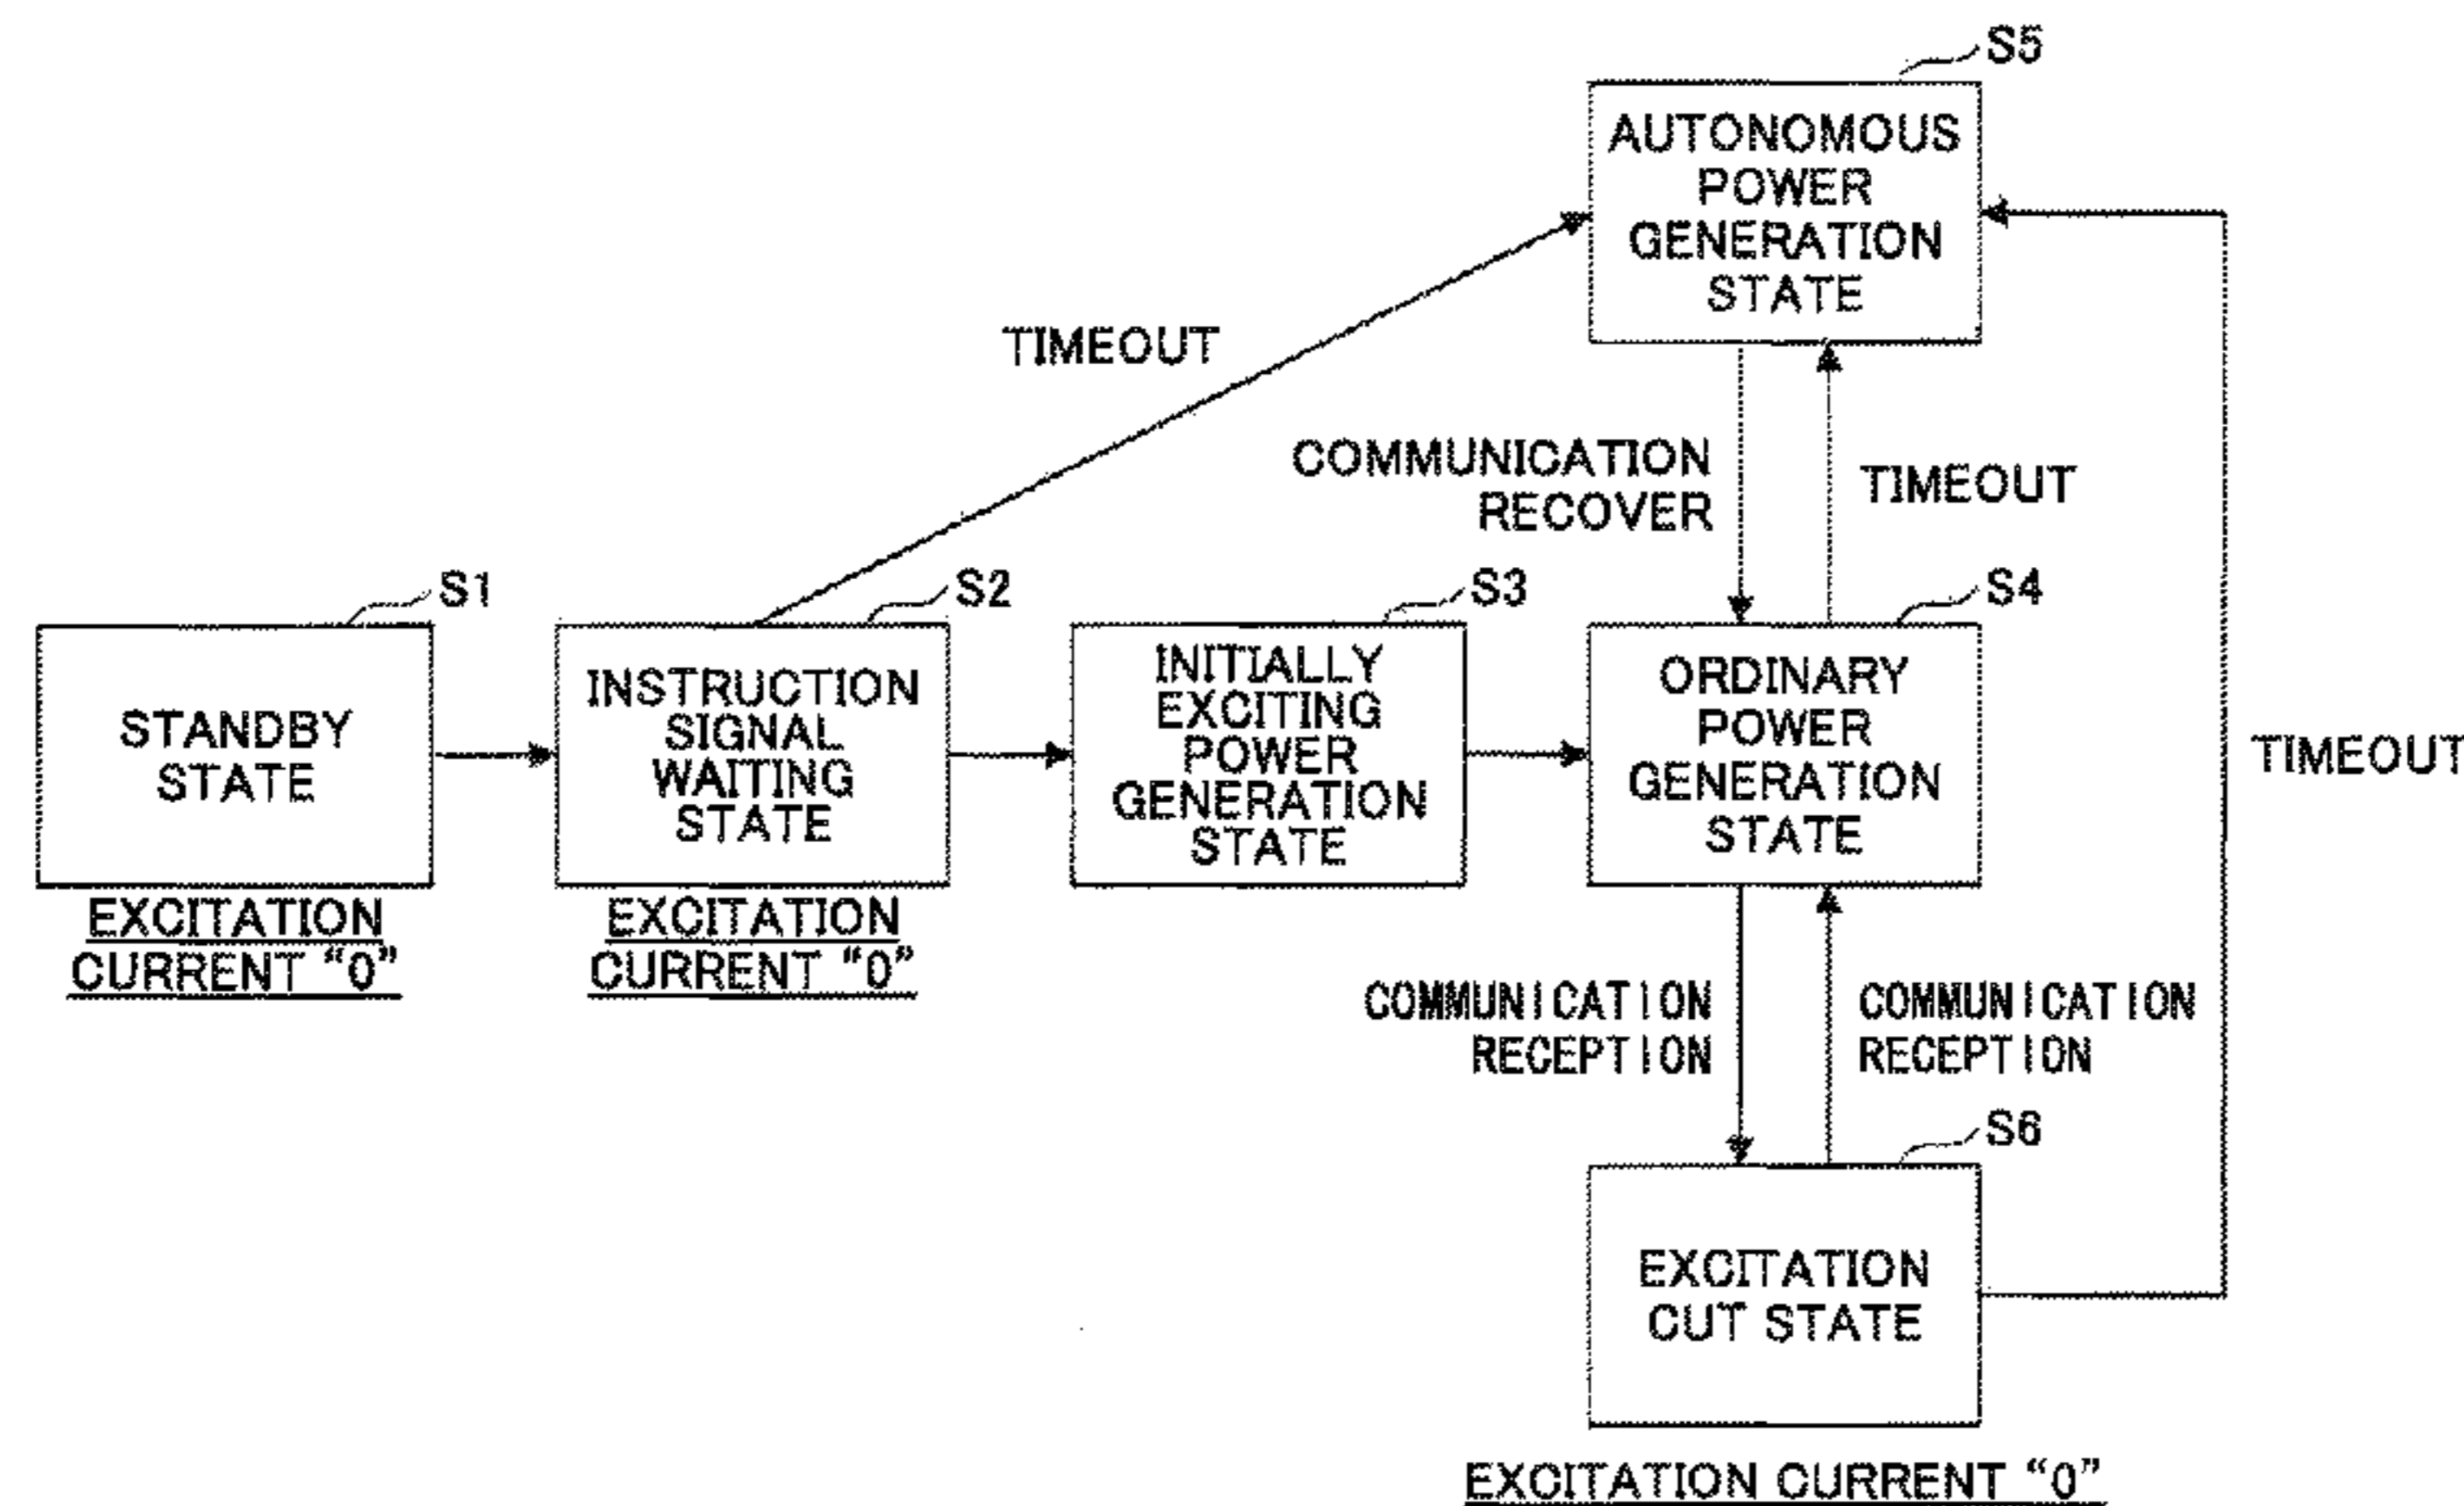 S5
AUTONOMOUS
POWER
GENERATION
STATE
TIMEOUT
COMMUNICATION
RECOVER
TIMEOUT
S1
S2
S3
S4
STANDBY
STATE
INSTRUCTION
SIGNAL
WAITING
STATE
INITIALLY
EXCITING
POWER
GENERATION
STATE
ORDINARY
POWER
GENERATION
STATE
TIMEOUT
EXCITATION
CURRENT “0”
EXCITATION
CURRENT “0”
COMMUNICATION
RECEPTION
COMMUNICATION
RECEPTION
S6
EXCITATION
CUT STATE
EXCITATION CURRENT “0”